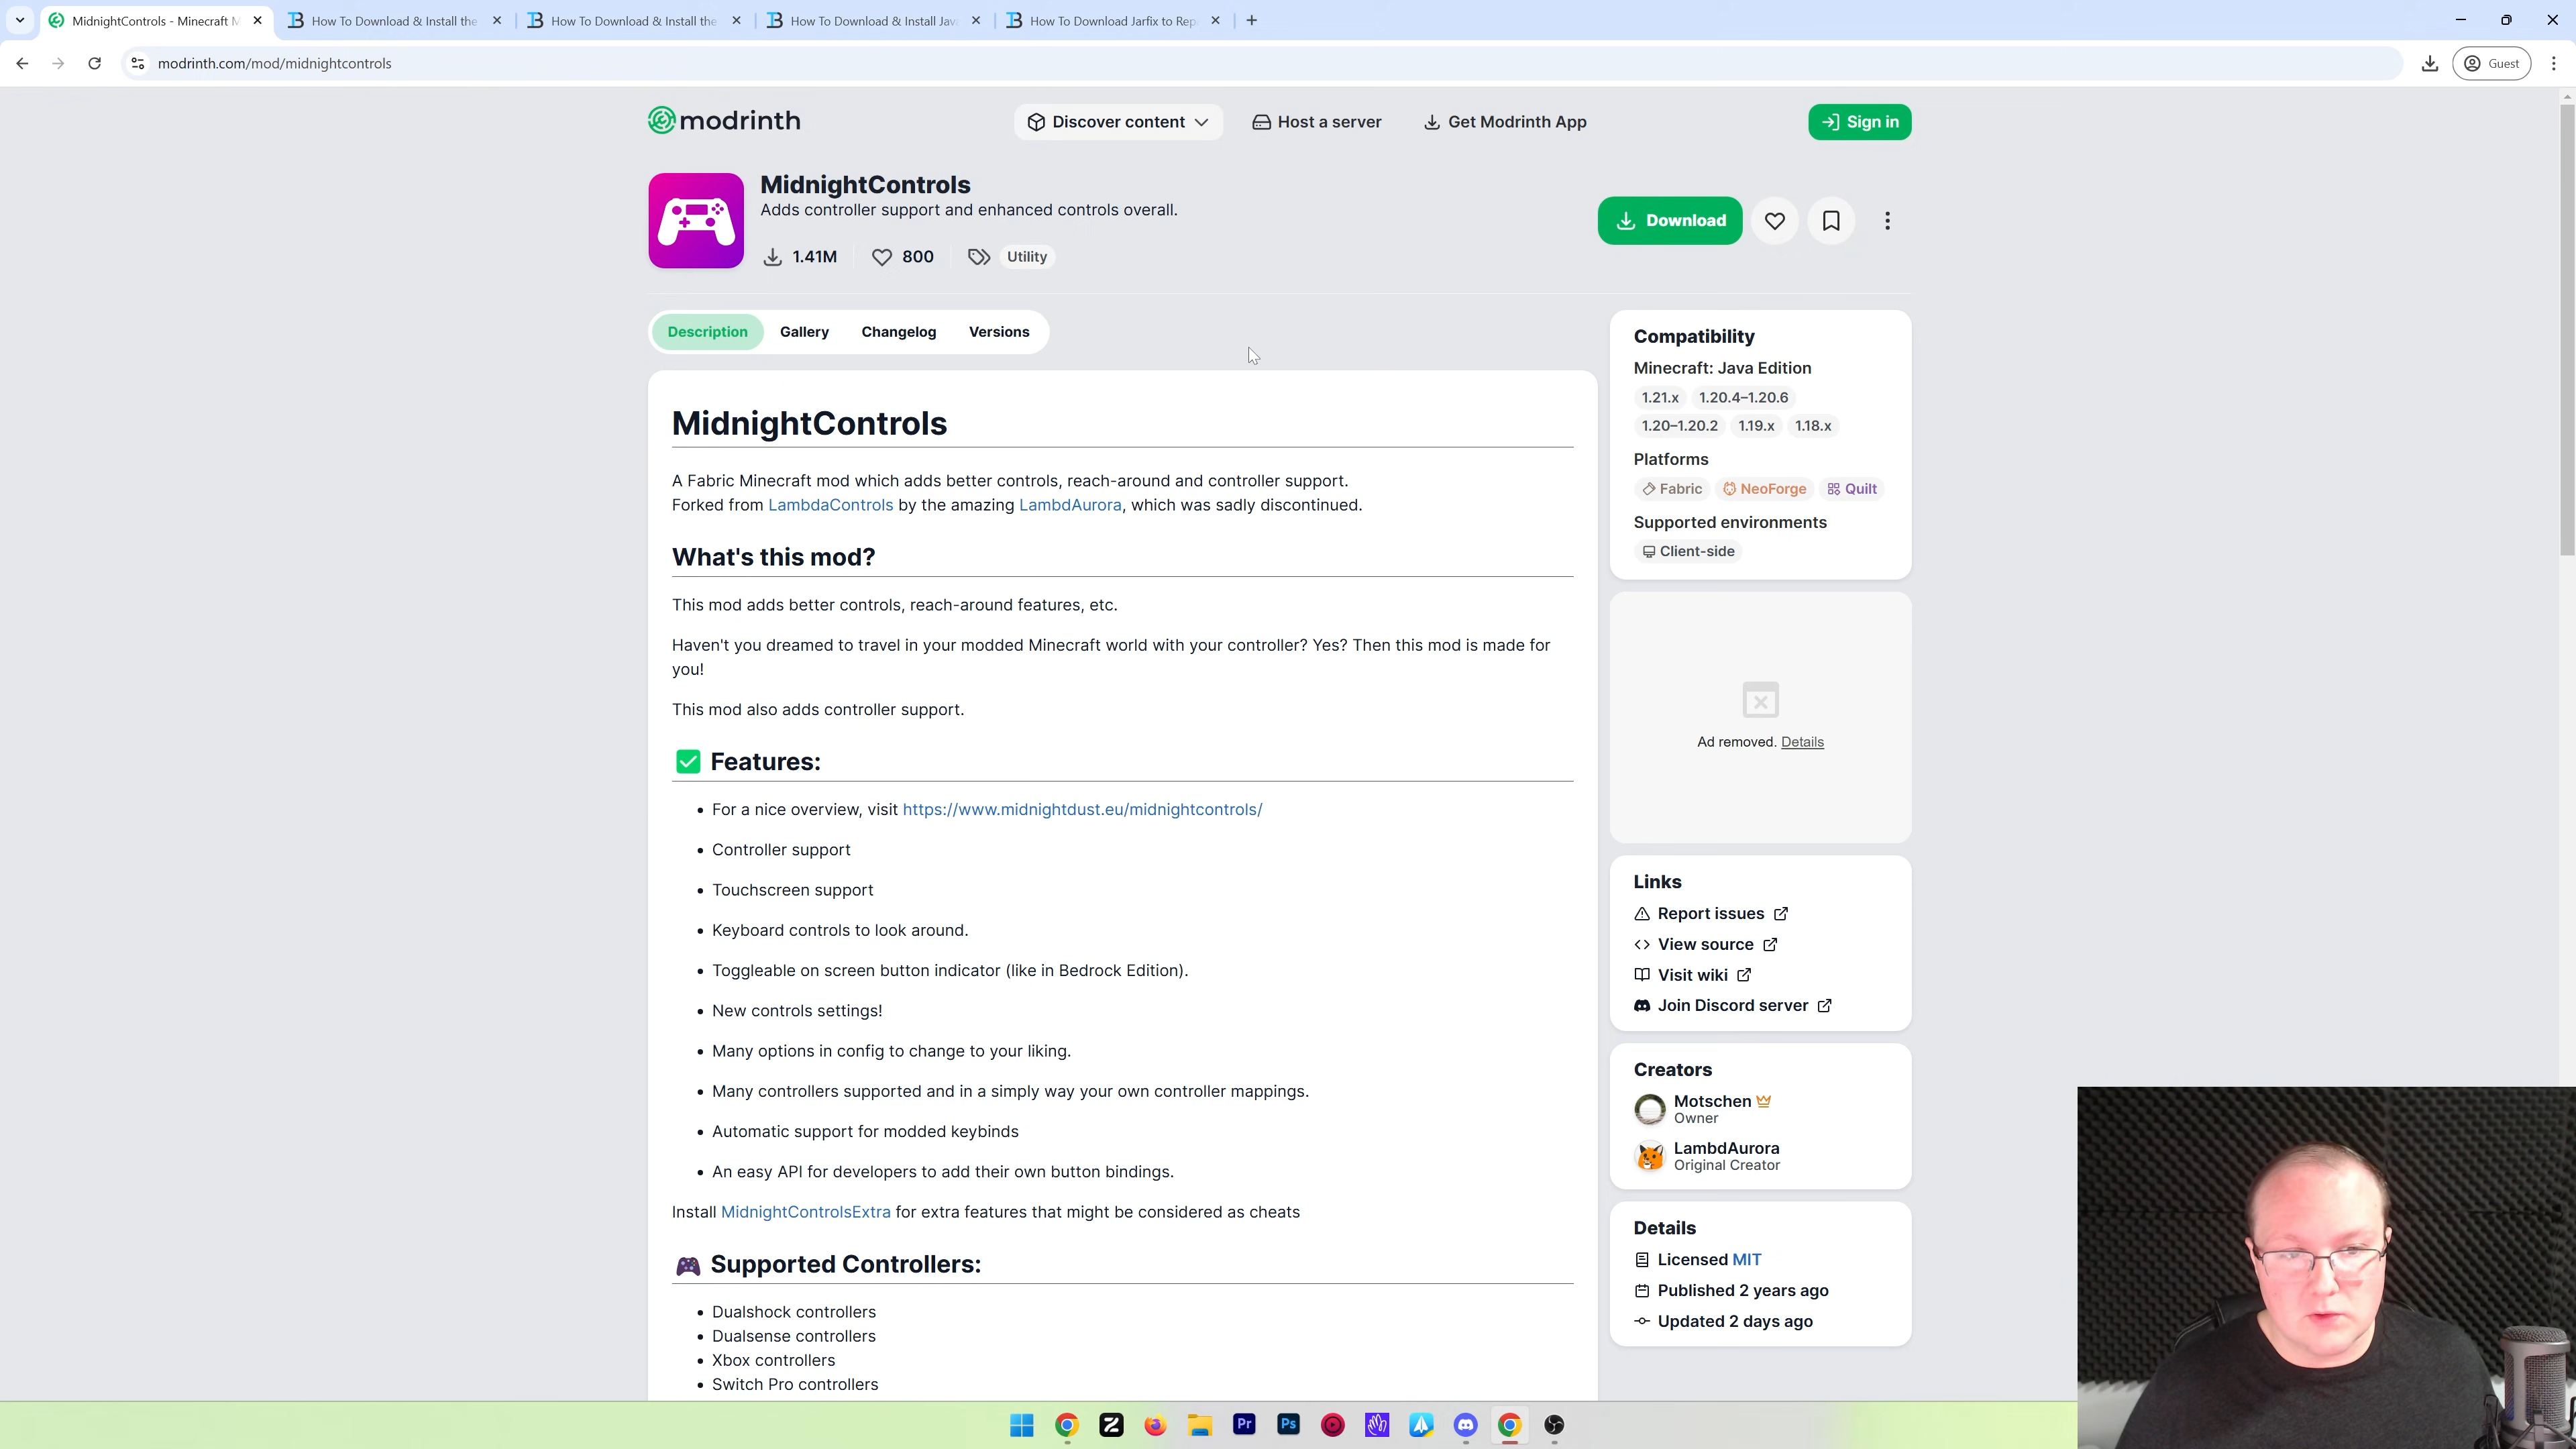 MidnightControls - Minecraft M
How To Download & Install the
How To Download & Install the
How To Download & Install Jav
How To Download Jarfix to Rep
modrinth.com/mod/midnightcontrols
Guest
modrinth
Discover content
Host a server
Get Modrinth App
Sign in
MidnightControls
Adds controller support and enhanced controls overall.
1.41M
800
Utility
Download
Description
Gallery
Changelog
Versions
MidnightControls
A Fabric Minecraft mod which adds better controls, reach-around and controller support.
Forked from LambdaControls by the amazing LambdAurora, which was sadly discontinued.
What's this mod?
This mod adds better controls, reach-around features, etc.
Haven't you dreamed to travel in your modded Minecraft world with your controller? Yes? Then this mod is made for
you!
This mod also adds controller support.
Features:
• For a nice overview, visit https://www.midnightdust.eu/midnightcontrols/
• Controller support
• Touchscreen support
• Keyboard controls to look around.
• Toggleable on screen button indicator (like in Bedrock Edition).
• New controls settings!
• Many options in config to change to your liking.
• Many controllers supported and in a simply way your own controller mappings.
• Automatic support for modded keybinds
• An easy API for developers to add their own button bindings.
Install MidnightControlsExtra for extra features that might be considered as cheats
Supported Controllers:
• Dualshock controllers
• Dualsense controllers
• Xbox controllers
• Switch Pro controllers
Compatibility
Minecraft: Java Edition
1.21.x
1.20.4–1.20.6
1.20–1.20.2
1.19.x
1.18.x
Platforms
Fabric
NeoForge
Quilt
Supported environments
Client-side
Ad removed. Details
Links
Report issues
View source
Visit wiki
Join Discord server
Creators
Motschen
Owner
LambdAurora
Original Creator
Details
Licensed MIT
Published 2 years ago
Updated 2 days ago
Pr
Ps